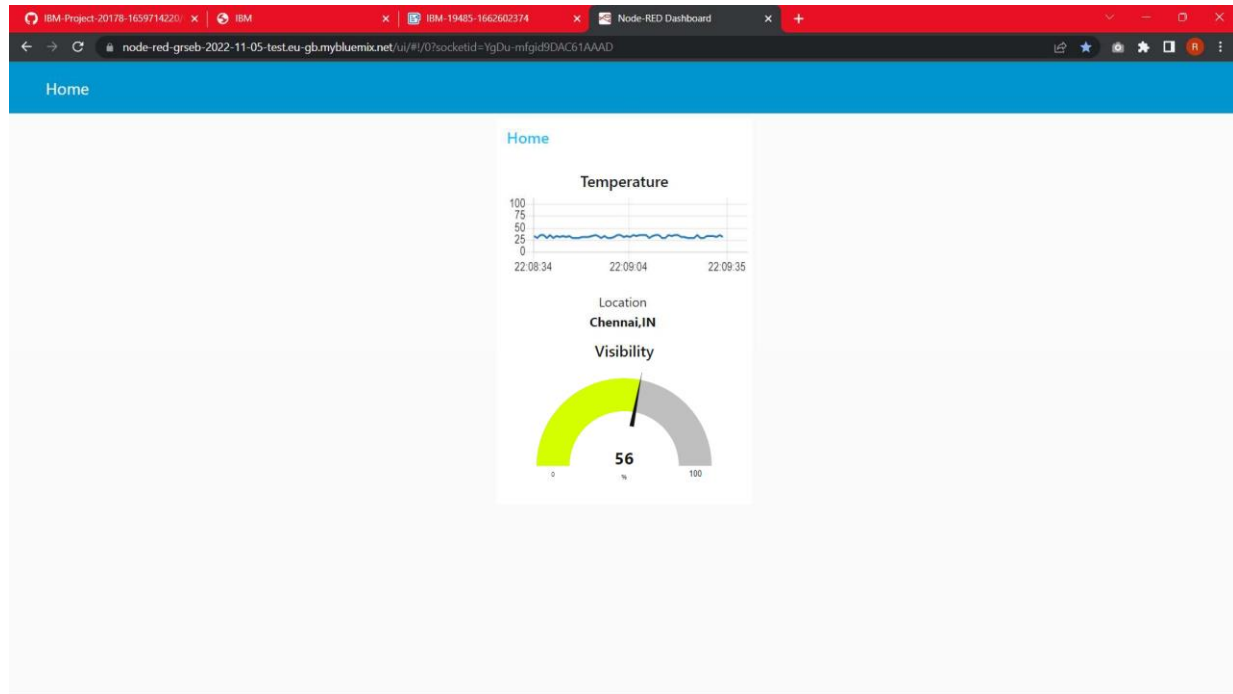 IBM-Project-20178-1659714220/
IBM
IBM-19485-1662602374
Node-RED Dashboard
node-red-grseb-2022-11-05-test.eu-gb.mybluemix.net/ui/#!/0?socketid=YgDu-mfgid9DAC61AAAD
R
Home
Home
Temperature
100
75
50
25
0
22:08:34 22:09:04 22:09:35
Location
Chennai,IN
Visibility
56
0 % 100